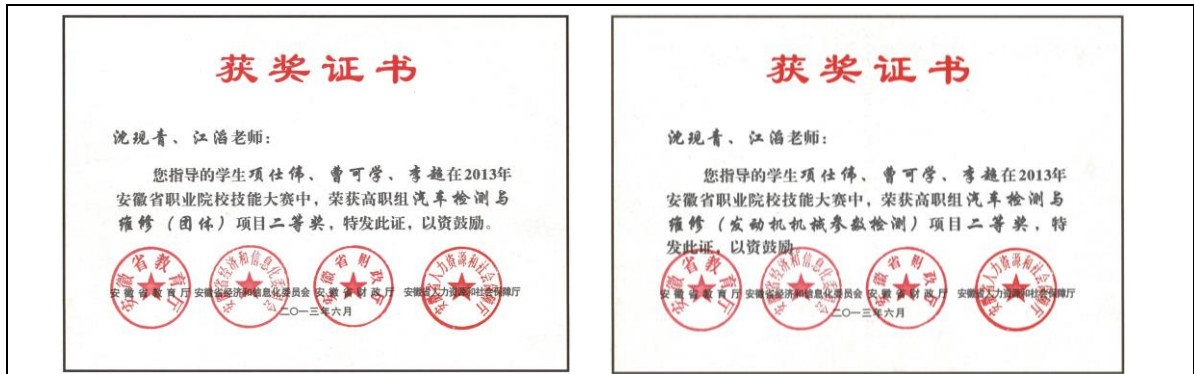 获奖证书
沈现青、江滔老师：
您指导的学生项仕伟、曹可学、李越在2013年
安徽省职业院校技能大赛中，荣获高职组汽车检测与
维修（团体）项目二等奖，特发此证，以资鼓励。
安徽省教育厅 安徽省经济和信息化委员会 安徽省财政厅 安徽省人力资源和社会保障厅
二〇一三年六月
获奖证书
沈现青、江滔老师：
您指导的学生项仕伟、曹可学、李越在2013年
安徽省职业院校技能大赛中，荣获高职组汽车检测与
维修（发动机机械参数检测）项目二等奖，特
发此证，以资鼓励
安徽省教育厅 安徽省经济和信息化委员会 安徽省财政厅 安徽省人力资源和社会保障厅
二〇一三年六月